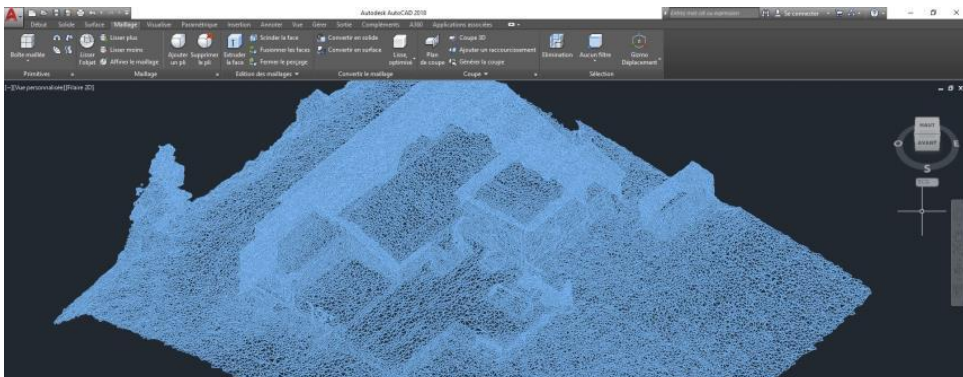 Autodesk AutoCAD 2018
Se connecter
Début Solide Surface Maillage Visualiser Paramétrique Insertion Annoter Vue Gérer Sortie Compléments A360 Applications associées
Boîte maillée
Lisser l'objet
Lisser plus
Lisser moins
Affiner le maillage
Ajouter un pli
Supprimer le pli
Extruder la face
Scinder la face
Fusionner les faces
Fermer le perçage
Convertir en solide
Convertir en surface
Lisse, optimisé
Plan de coupe
Coupe 3D
Ajouter un raccourcissement
Générer la coupe
Elimination
Aucun filtre
Gizmo Déplacement
Primitives Maillage Edition des maillages Convertir le maillage Coupe Sélection
[-][Vue personnalisée][Filaire 2D]
HAUT
AVANT
O
E
S